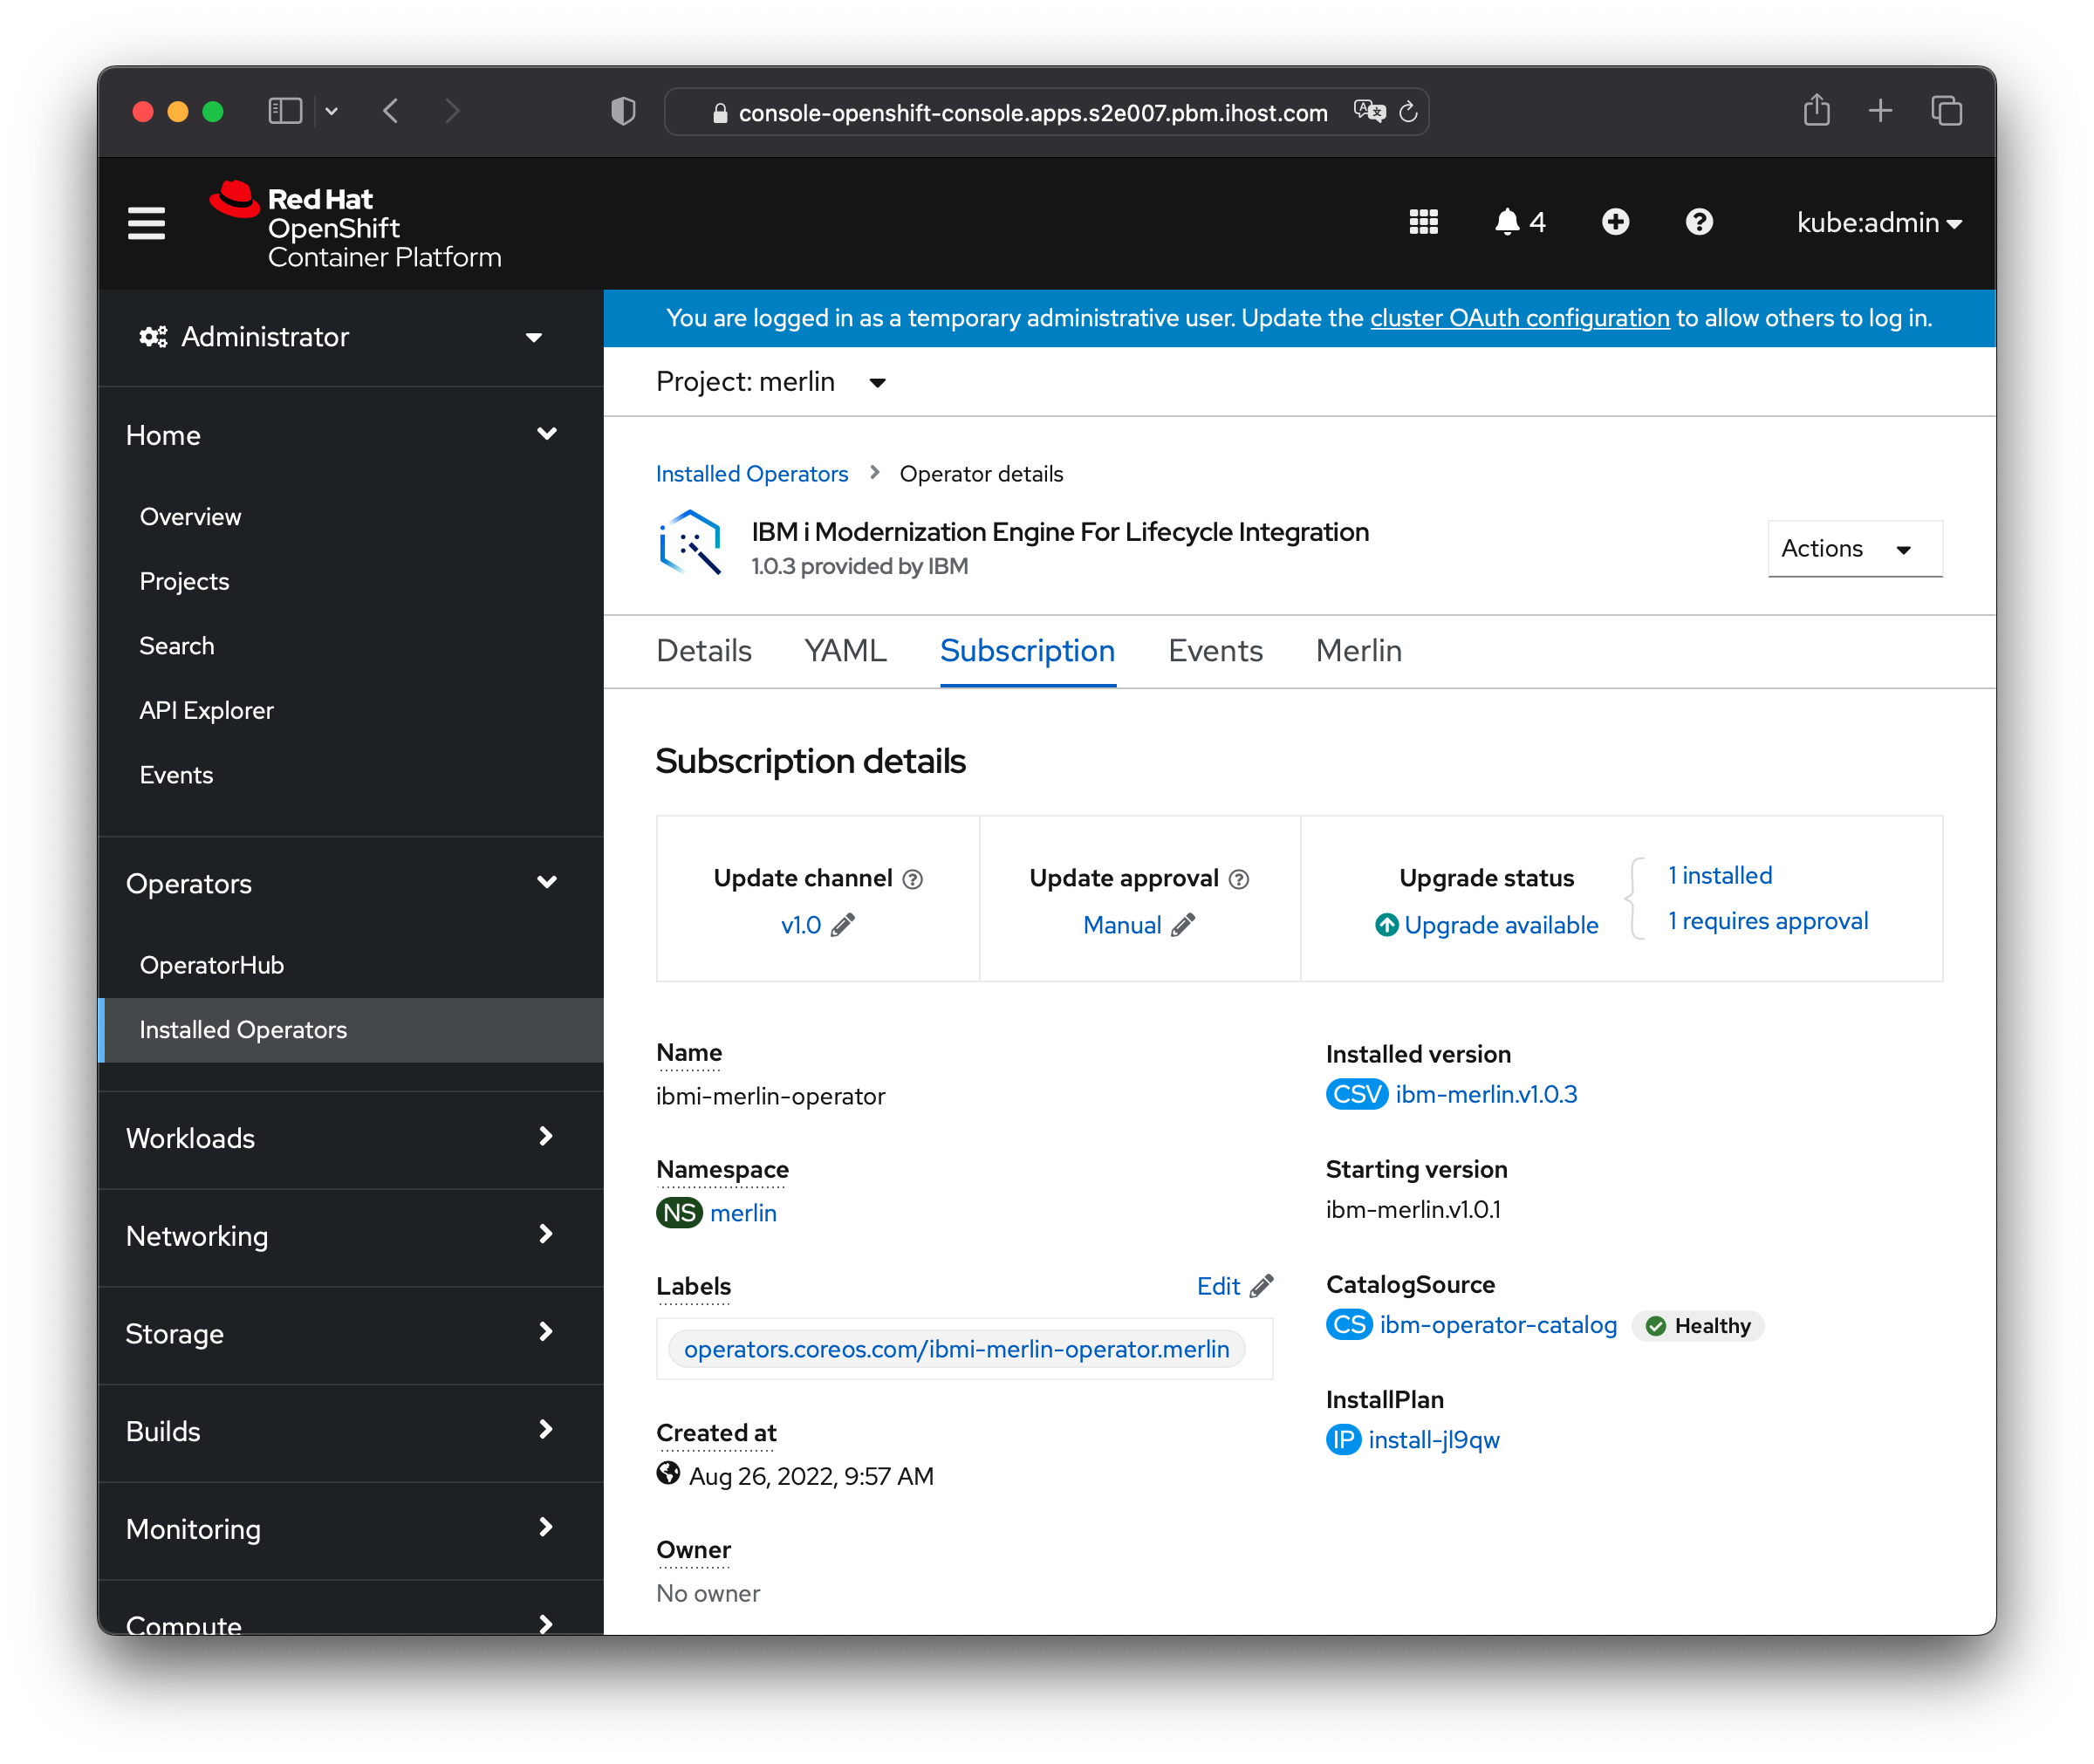 console-openshift-console.apps.s2e007.pbm.ihost.com
Red Hat
OpenShift
Container Platform
4
kube:admin
Administrator
You are logged in as a temporary administrative user. Update the cluster OAuth configuration to allow others to log in.
Project: merlin
Home
Overview
Projects
Search
API Explorer
Events
Operators
OperatorHub
Installed Operators
Workloads
Networking
Storage
Builds
Monitoring
Compute
Installed Operators > Operator details
IBM i Modernization Engine For Lifecycle Integration
1.0.3 provided by IBM
Actions
Details YAML Subscription Events Merlin
Subscription details
Update channel
v1.0
Update approval
Manual
Upgrade status
Upgrade available
1 installed
1 requires approval
Name
ibmi-merlin-operator
Namespace
NS merlin
Labels
Edit
operators.coreos.com/ibmi-merlin-operator.merlin
Created at
Aug 26, 2022, 9:57 AM
Owner
No owner
Installed version
CSV ibm-merlin.v1.0.3
Starting version
ibm-merlin.v1.0.1
CatalogSource
CS ibm-operator-catalog Healthy
InstallPlan
IP install-jl9qw